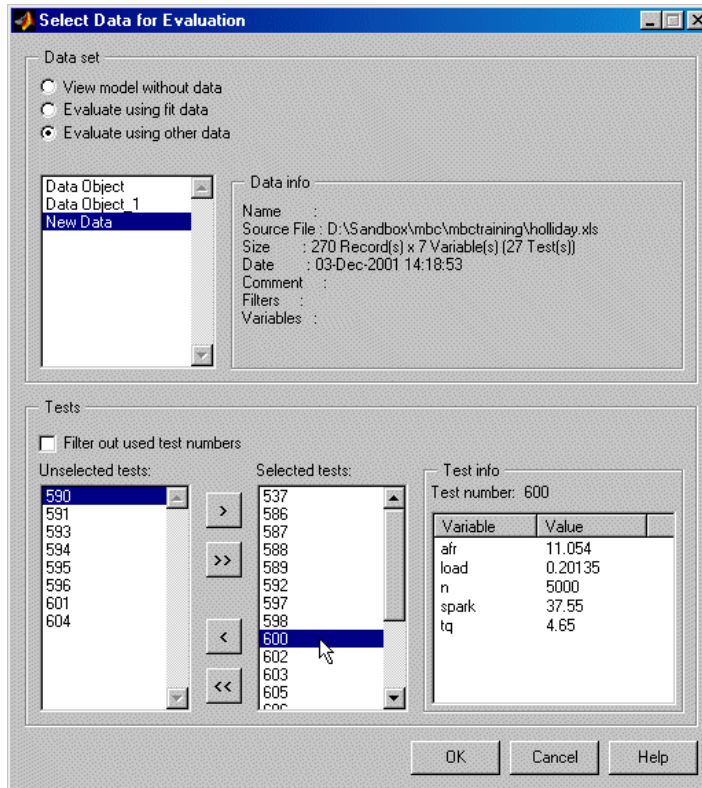 Select Data for Evaluation
Data set
View model without data
Evaluate using fit data
Evaluate using other data
Data Object
Data Object_1
New Data
Data info
Name :
Source File : D:\Sandbox\mbc\mbctraining\holliday.xls
Size : 270 Record(s) x 7 Variable(s) (27 Test(s))
Date : 03-Dec-2001 14:18:53
Comment :
Filters :
Variables :
Tests
Filter out used test numbers
Unselected tests:
590
591
593
594
595
596
601
604
>
>>
<
<<
Selected tests:
537
586
587
588
589
592
597
598
600
602
603
605
Test info
Test number: 600
Variable Value
afr 11.054
load 0.20135
n 5000
spark 37.55
tq 4.65
OK Cancel Help